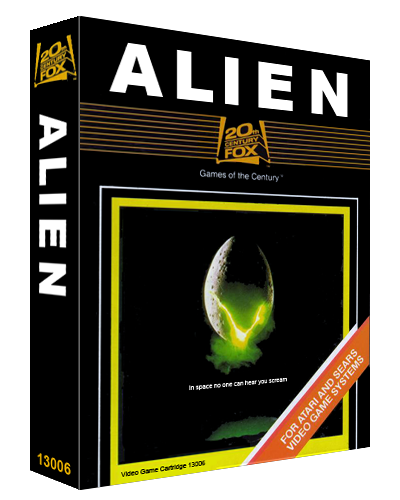 20th
CENTURY
FOX
ALIEN
13006
ALIEN
20th
CENTURY
FOX
Games of the Century™
In space no one can hear you scream
FOR ATARI AND SEARS
VIDEO GAME SYSTEMS
Video Game Cartridge 13006